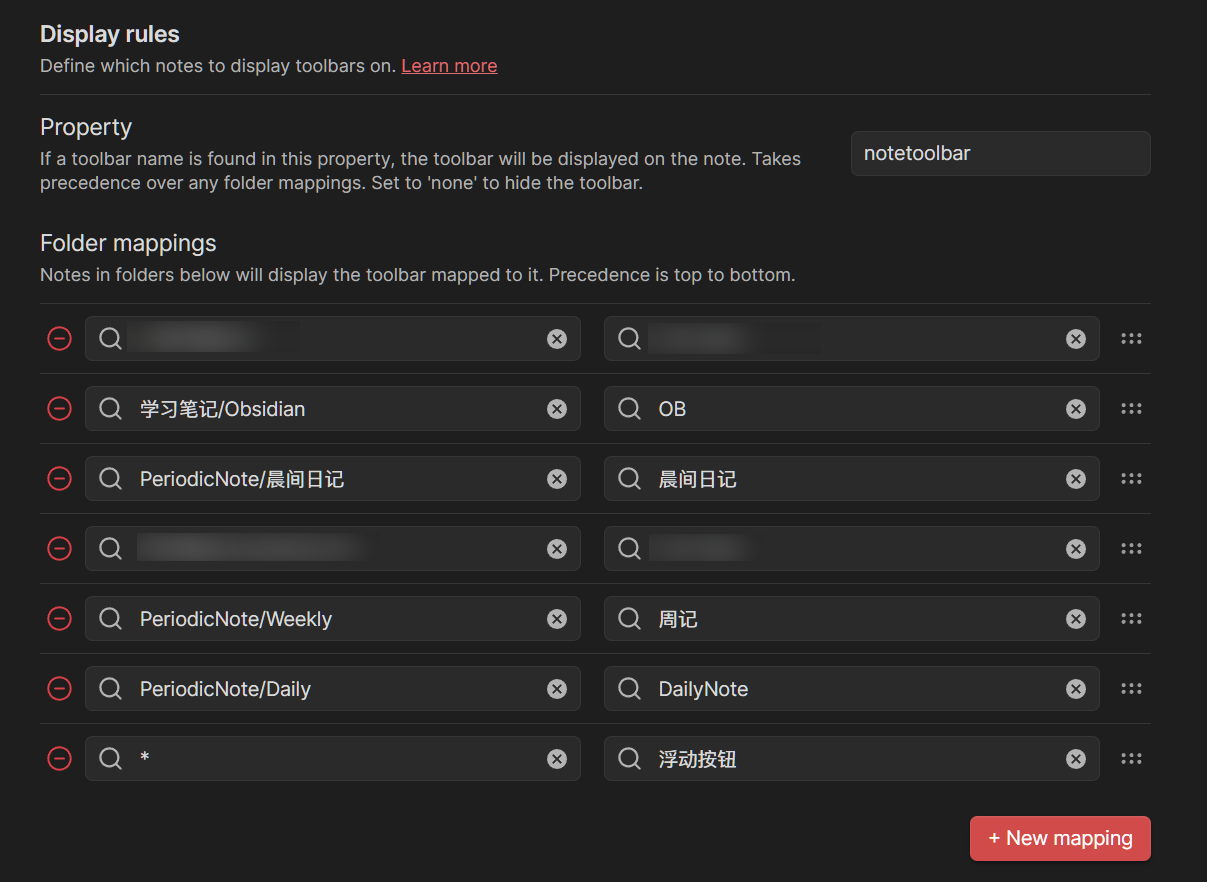 Display rules
Define which notes to display toolbars on. Learn more
Property
If a toolbar name is found in this property, the toolbar will be displayed on the note. Takes
precedence over any folder mappings. Set to 'none' to hide the toolbar.
notetoolbar
Folder mappings
Notes in folders below will display the toolbar mapped to it. Precedence is top to bottom.
学习笔记/Obsidian
OB
PeriodicNote/晨间日记
晨间日记
PeriodicNote/Weekly
周记
PeriodicNote/Daily
DailyNote
*
浮动按钮
+ New mapping